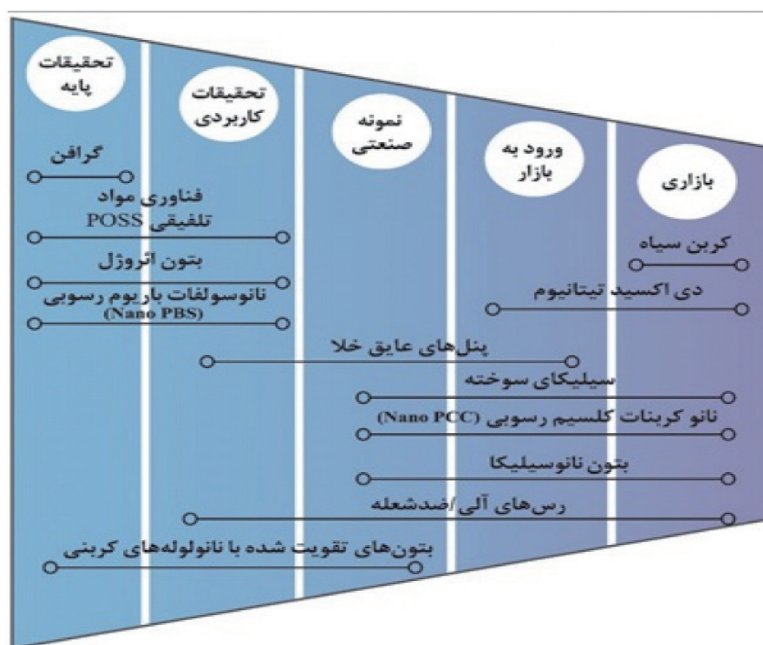 تحقیقات
پایه
تحقیقات
کاربردی
نمونه
صنعتی
ورود به
بازار
بازاری
گرافن
فناوری مواد
تلفیقی POSS
بتون ائروژل
نانوسولفات باریوم رسوبی
(Nano PBS)
کربن سیاه
دی اکسید تیتانیوم
پنل‌های عایق خلا
سیلیکای سوخته
نانو کربنات کلسیم رسوبی (Nano PCC)
بتون نانوسیلیکا
رس‌های آلی/ضدشعله
بتون‌های تقویت شده با نانولوله‌های کربنی